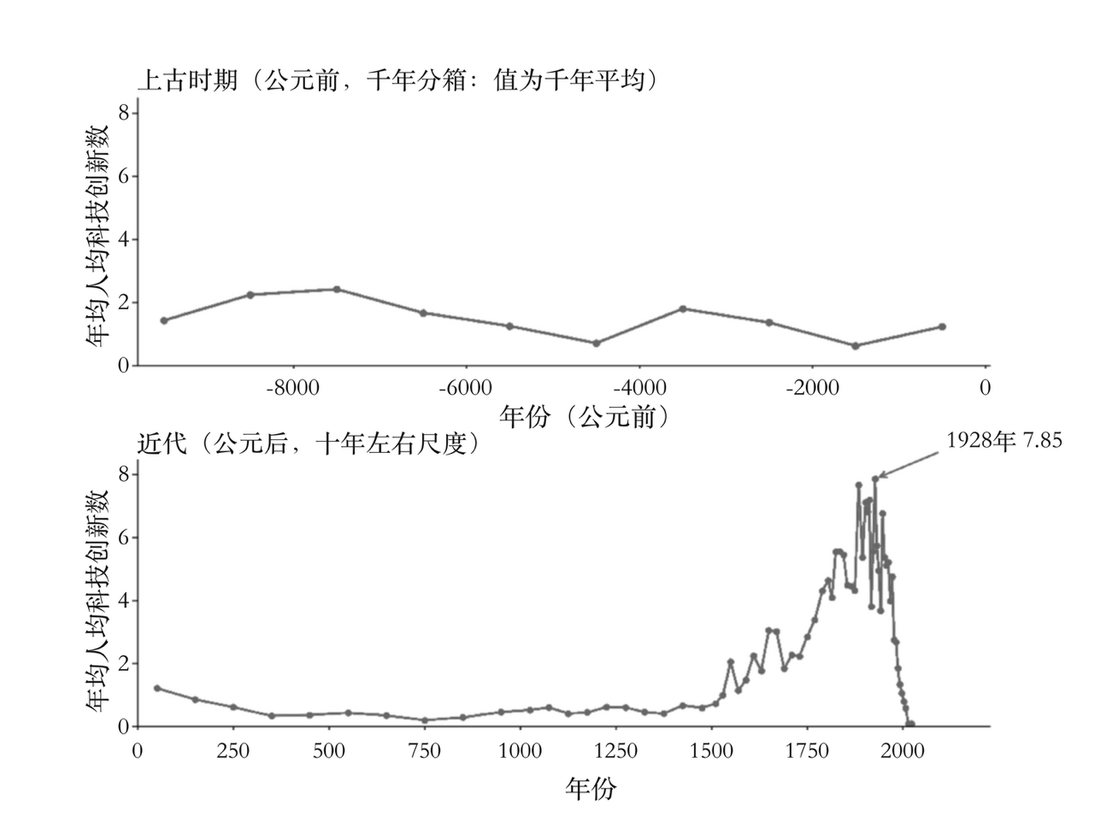 上古时期（公元前，千年分箱：值为千年平均）
年均人均科技创新数
8
6
4
2
0
-8000 -6000 -4000 -2000 0
年份（公元前）
近代（公元后，十年左右尺度）
1928年 7.85
年均人均科技创新数
8
6
4
2
0
0 250 500 750 1000 1250 1500 1750 2000
年份